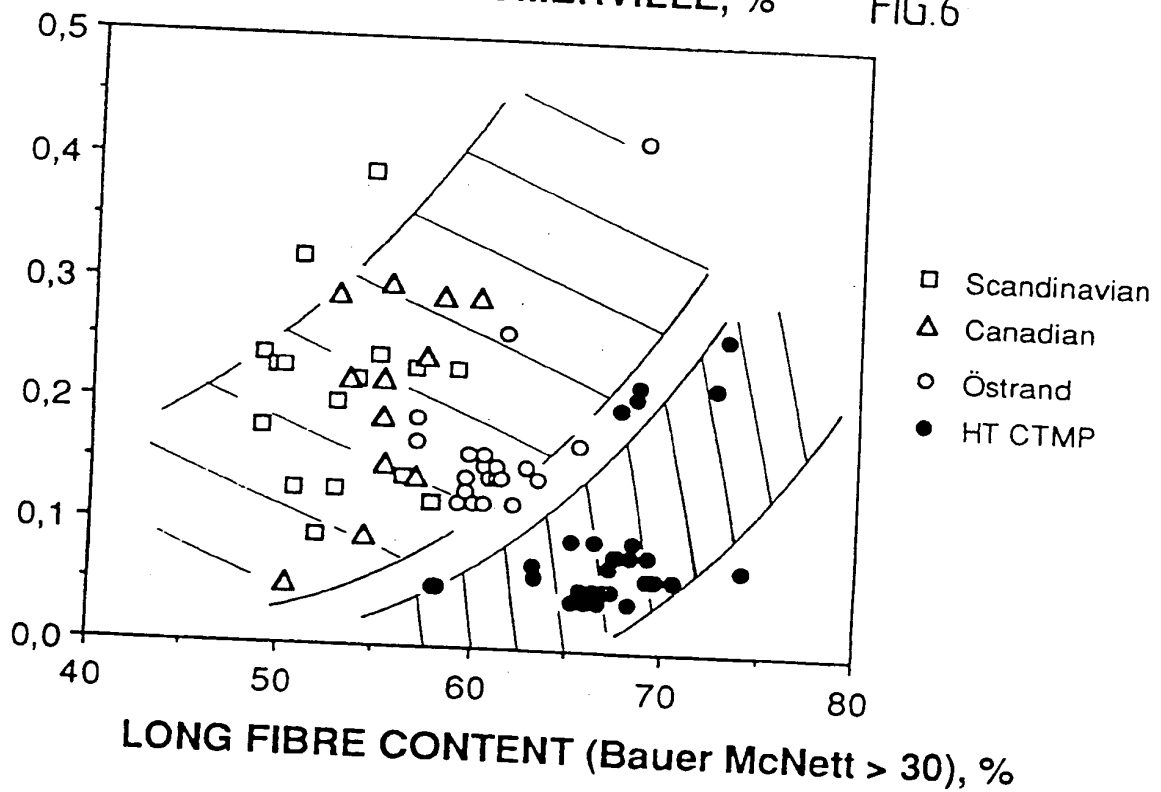 %
FIG.6
0,5
0,4
0,3
0,2
0,1
0,0
40 50 60 70 80
LONG FIBRE CONTENT (Bauer McNett > 30), %
Scandinavian
Canadian
Östrand
HT CTMP